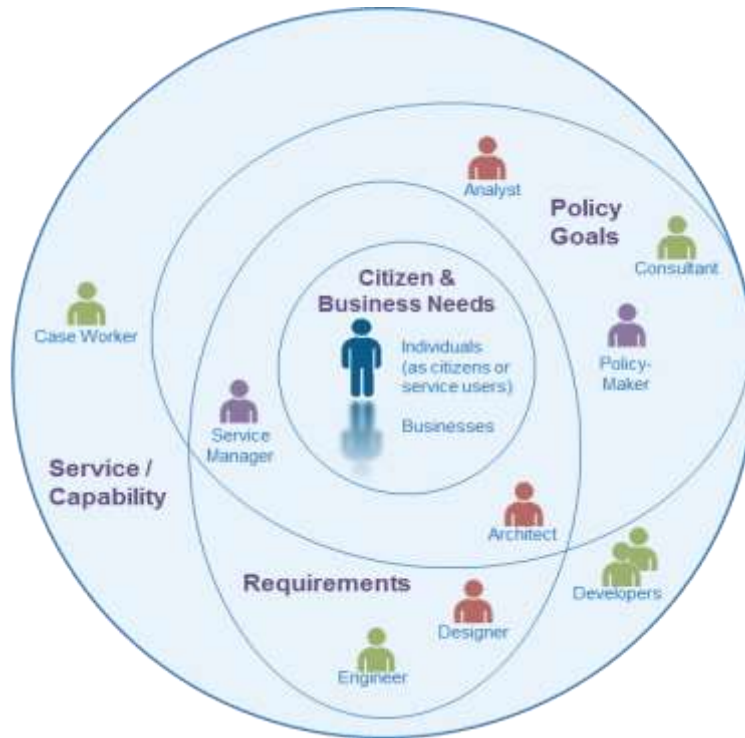 Analyst
Policy
Goals
Consultant
Citizen &
Business Needs
Case Worker
Individuals
(as citizens or
service users)
Policy-
Maker
Businesses
Service
Manager
Service /
Capability
Architect
Requirements
Developers
Designer
Engineer